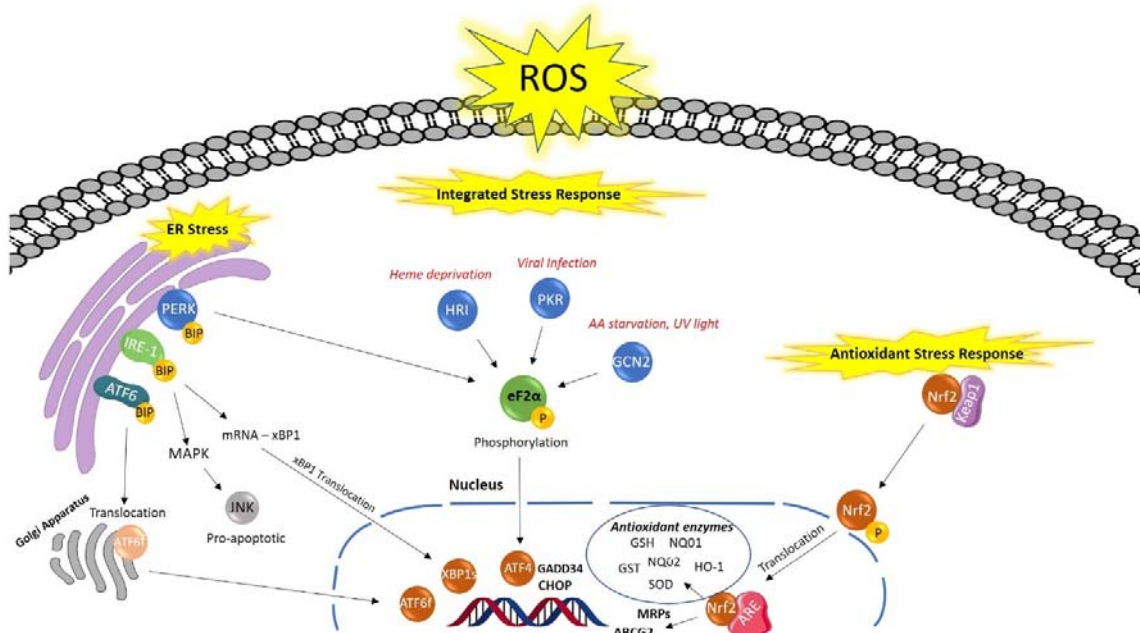 ROS
Integrated Stress Response
ER Stress
Heme deprivation
Viral Infection
HRI
PKR
AA starvation, UV light
GCN2
PERK
BIP
IRE-1
BIP
ATF6
BIP
Antioxidant Stress Response
Nrf2
Keap1
eF2α
P
Phosphorylation
mRNA – xBP1
MAPK
xBP1 Translocation
JNK
Pro-apoptotic
Golgi Apparatus
Translocation
ATF6f
Nucleus
Nrf2
P
Translocation
Antioxidant enzymes
GSH NQ01
GST NQ02 HO-1
SOD
XBP1s
ATF4
GADD34
CHOP
ATF6f
Nrf2
ARE
MRPs
ABCG2